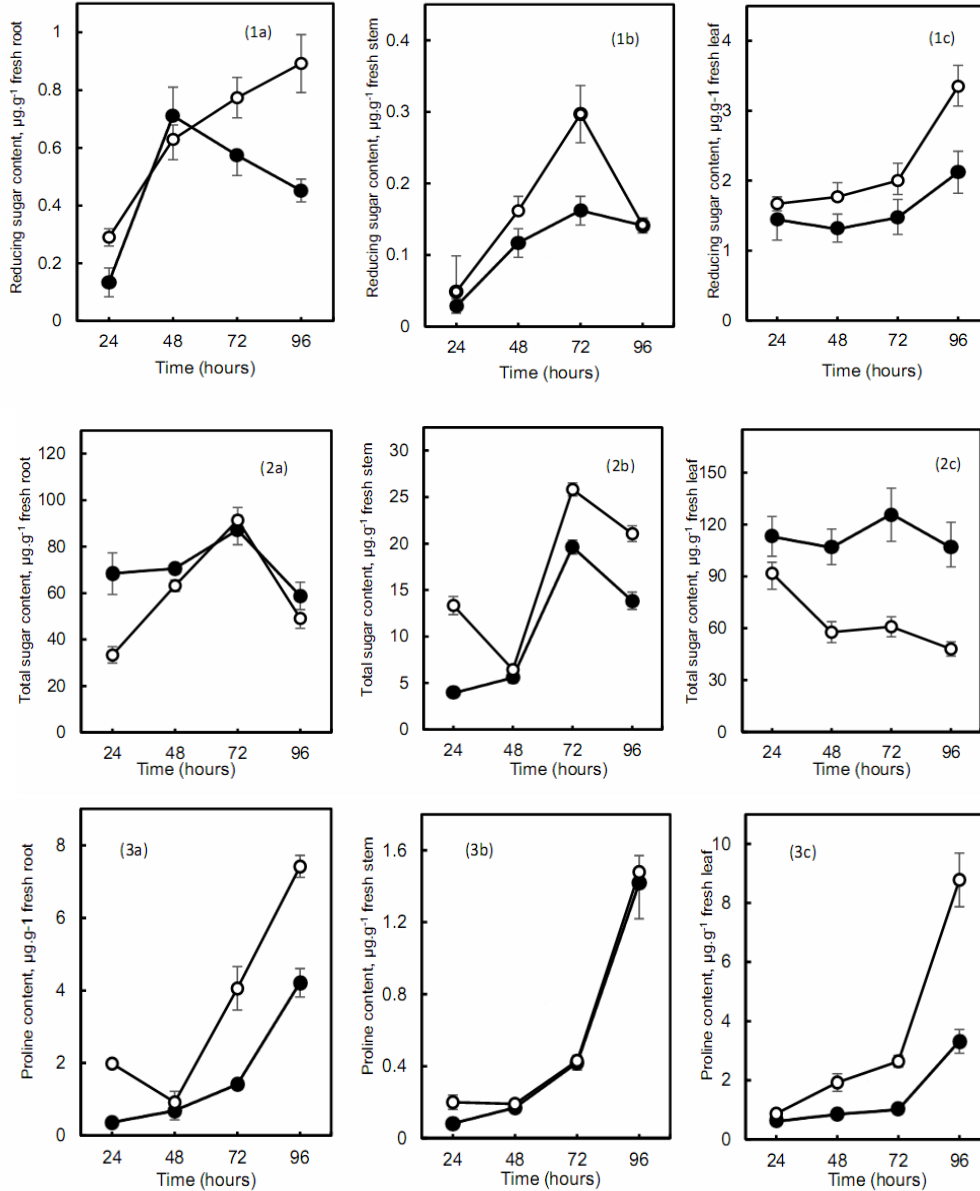 Reducing sugar content, µg.g⁻¹ fresh root
1
0.8
0.6
0.4
0.2
0
(1a)
24 48 72 96
Time (hours)
Reducing sugar content, µg.g⁻¹ fresh stem
0.4
0.3
0.2
0.1
0
(1b)
24 48 72 96
Time (hours)
Reducing sugar content, µg.g-1 fresh leaf
4
3
2
1
0
(1c)
24 48 72 96
Time (hours)
Total sugar content, µg.g⁻¹ fresh root
120
100
80
60
40
20
0
(2a)
24 48 72 96
Time (hours)
Total sugar content, µg.g⁻¹ fresh stem
30
25
20
15
10
5
0
(2b)
24 48 72 96
Time (hours)
Total sugar content, µg.g⁻¹ fresh leaf
150
120
90
60
30
0
(2c)
24 48 72 96
Time (hours)
Proline content, µg.g-1 fresh root
8
6
4
2
0
(3a)
24 48 72 96
Time (hours)
Proline content, µg.g⁻¹ fresh stem
1.6
1.2
0.8
0.4
0
(3b)
24 48 72 96
Time (hours)
Proline content, µg.g⁻¹ fresh leaf
10
8
6
4
2
0
(3c)
24 48 72 96
Time (hours)